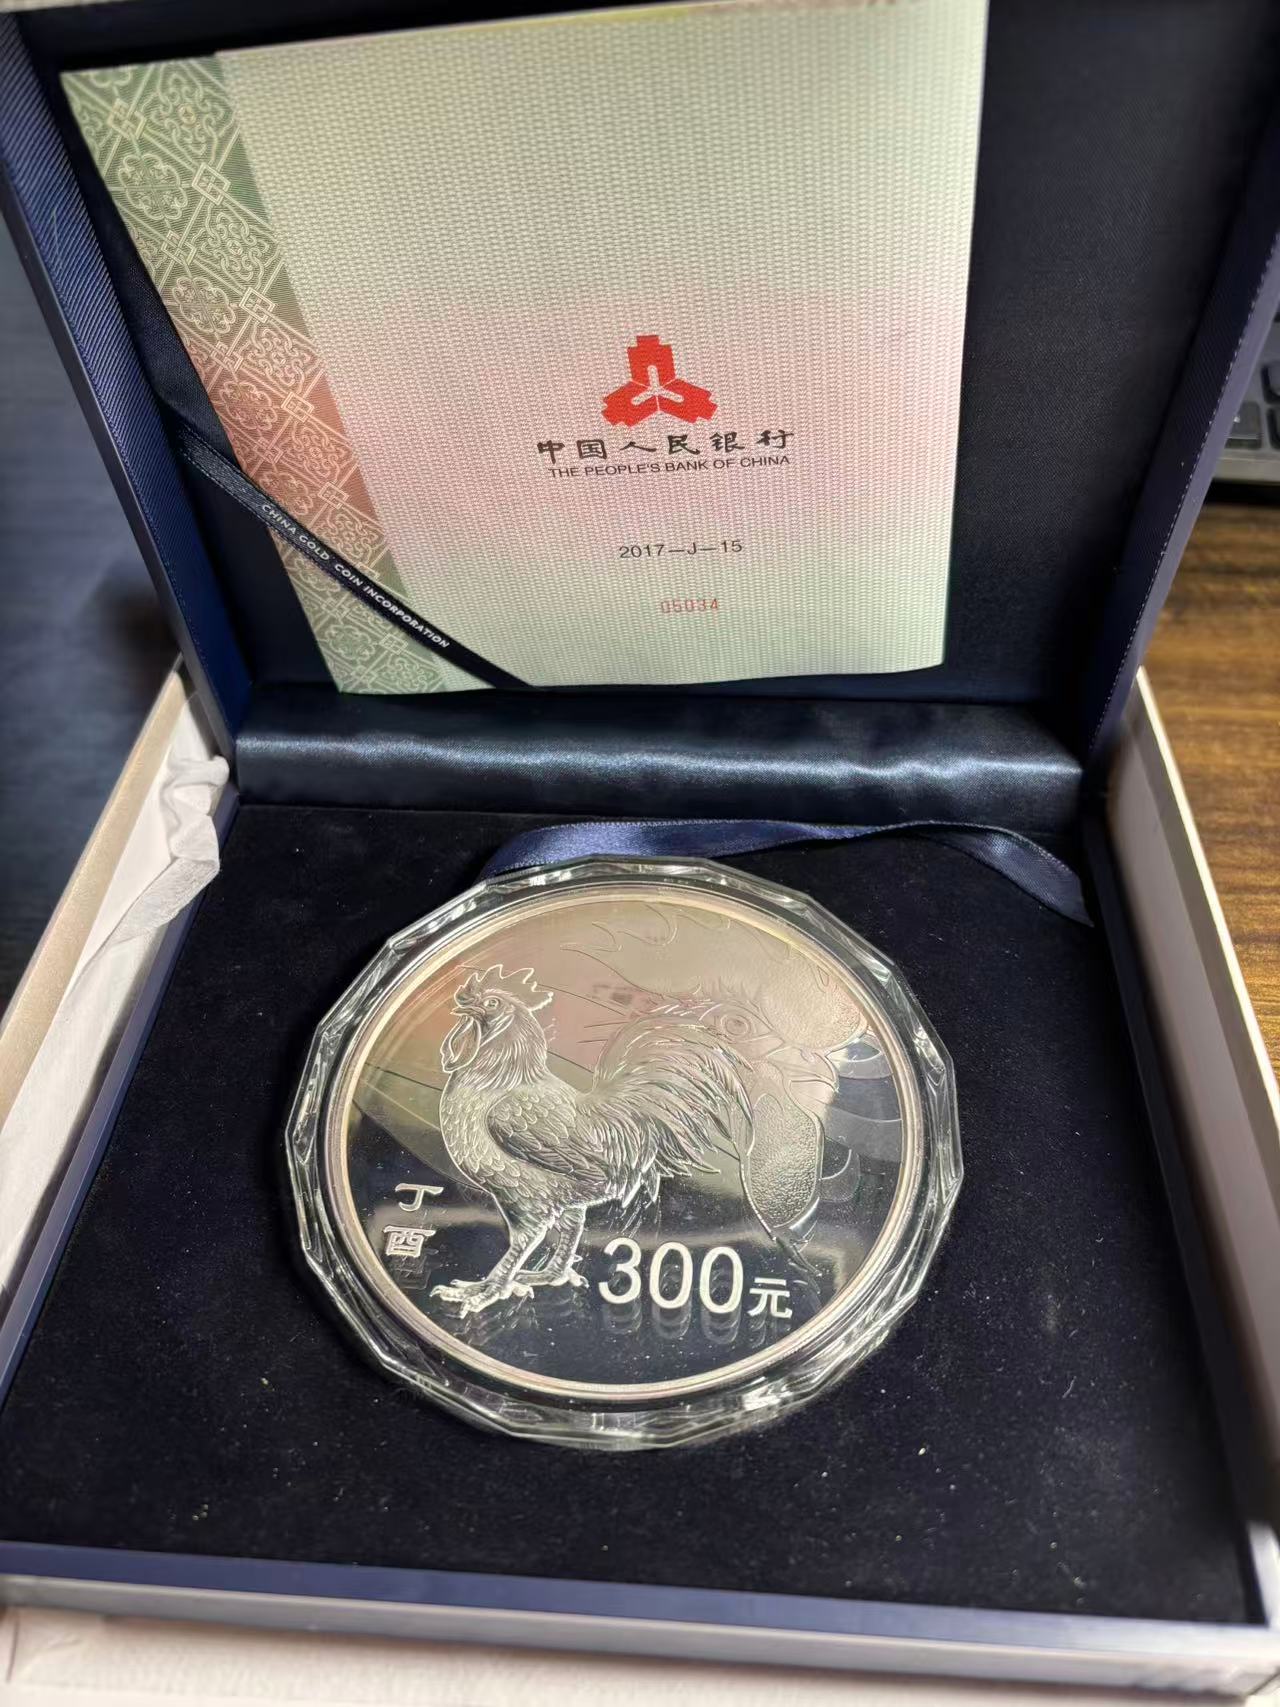 中国人民银行
THE PEOPLE'S BANK OF CHINA
2017-J-15
05034
CHINA GOLD COIN INCORPORATION
丁酉
300元